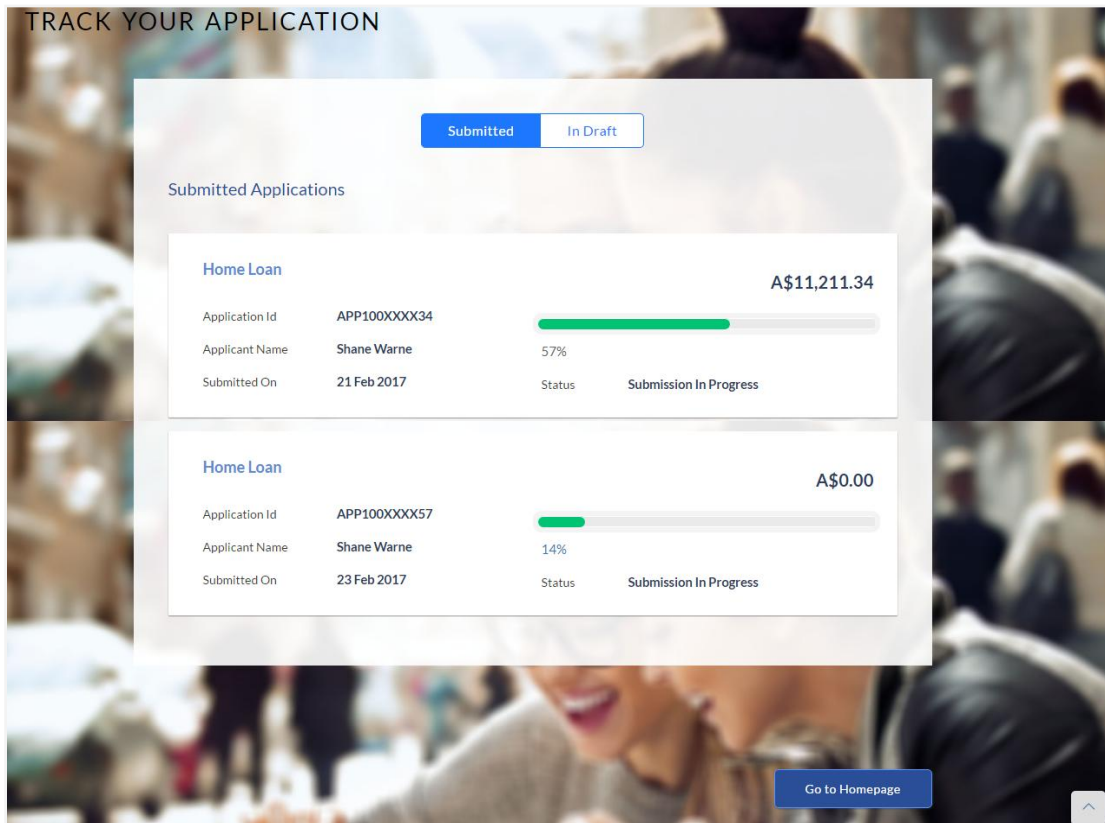 TRACK YOUR APPLICATION
Submitted In Draft
Submitted Applications
Home Loan
A$11,211.34
Application Id APP100XXXX34
Applicant Name Shane Warne
57%
Submitted On 21 Feb 2017
Status Submission In Progress
Home Loan
A$0.00
Application Id APP100XXXX57
Applicant Name Shane Warne
14%
Submitted On 23 Feb 2017
Status Submission In Progress
Go to Homepage